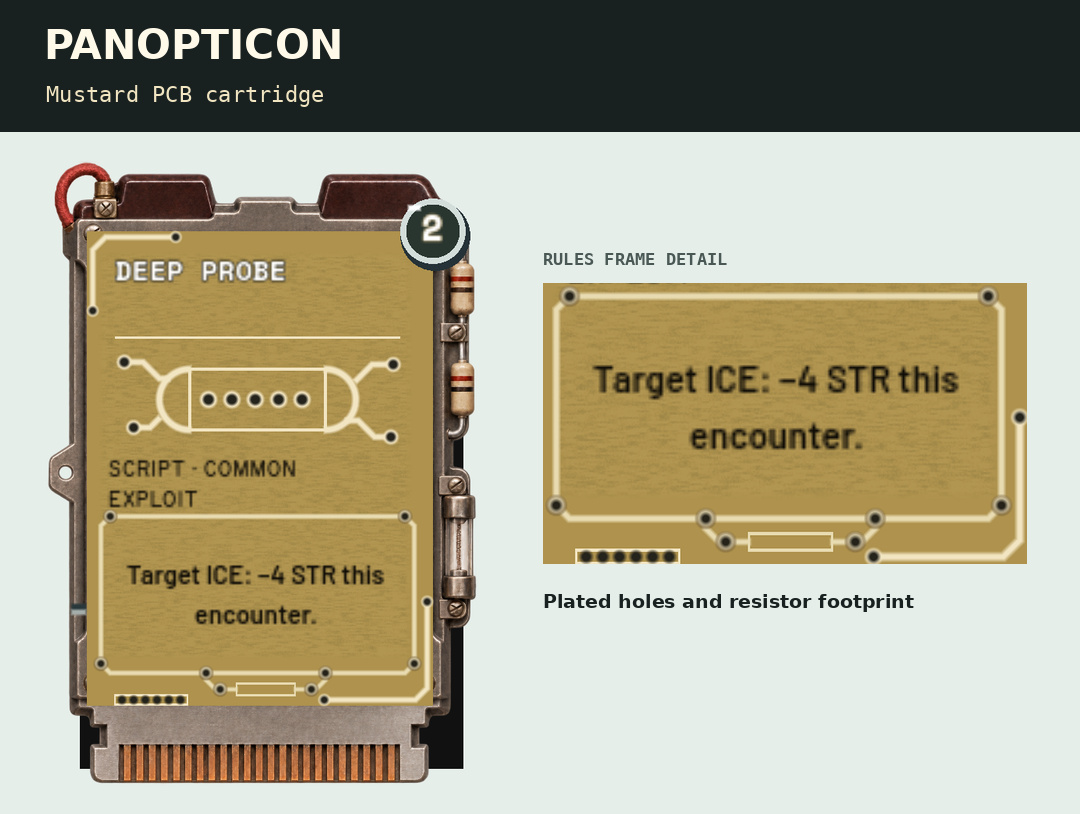 PANOPTICON
Mustard PCB cartridge
2
DEEP PROBE
SCRIPT · COMMON
EXPLOIT
Target ICE: −4 STR this
encounter.
RULES FRAME DETAIL
Target ICE: −4 STR this
encounter.
Plated holes and resistor footprint